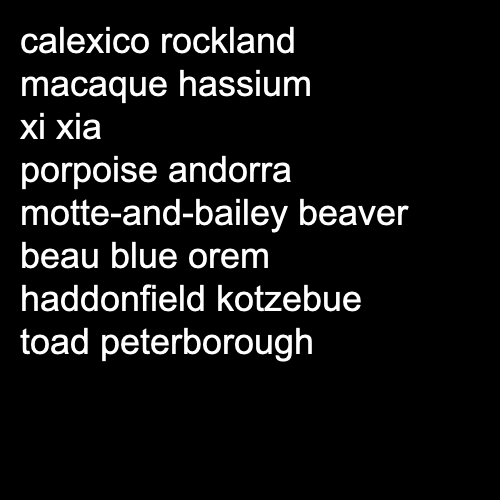 calexico rockland
macaque hassium
xi xia
porpoise andorra
motte-and-bailey beaver
beau blue orem
haddonfield kotzebue
toad peterborough